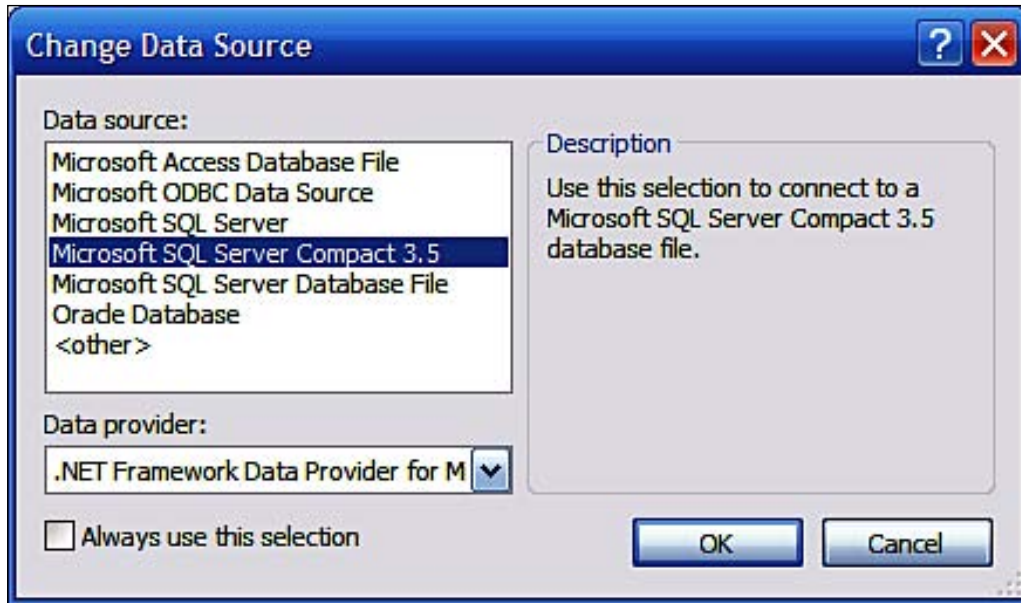 Change Data Source
Data source:
Microsoft Access Database File
Microsoft ODBC Data Source
Microsoft SQL Server
Microsoft SQL Server Compact 3.5
Microsoft SQL Server Database File
Oracle Database
<other>
Data provider:
.NET Framework Data Provider for M
Always use this selection
Description
Use this selection to connect to a
Microsoft SQL Server Compact 3.5
database file.
OK
Cancel